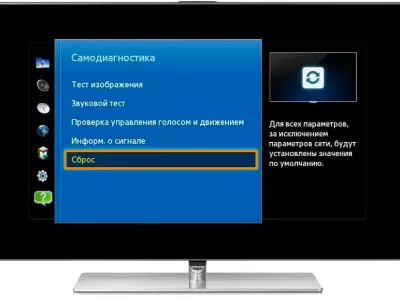 Самодиагностика
Тест изображения
Звуковой тест
Проверка управления голосом и движением
Информ. о сигнале
Сброс
Для всех параметров,
за исключением
параметров сети, будут
установлены значения
по умолчанию.